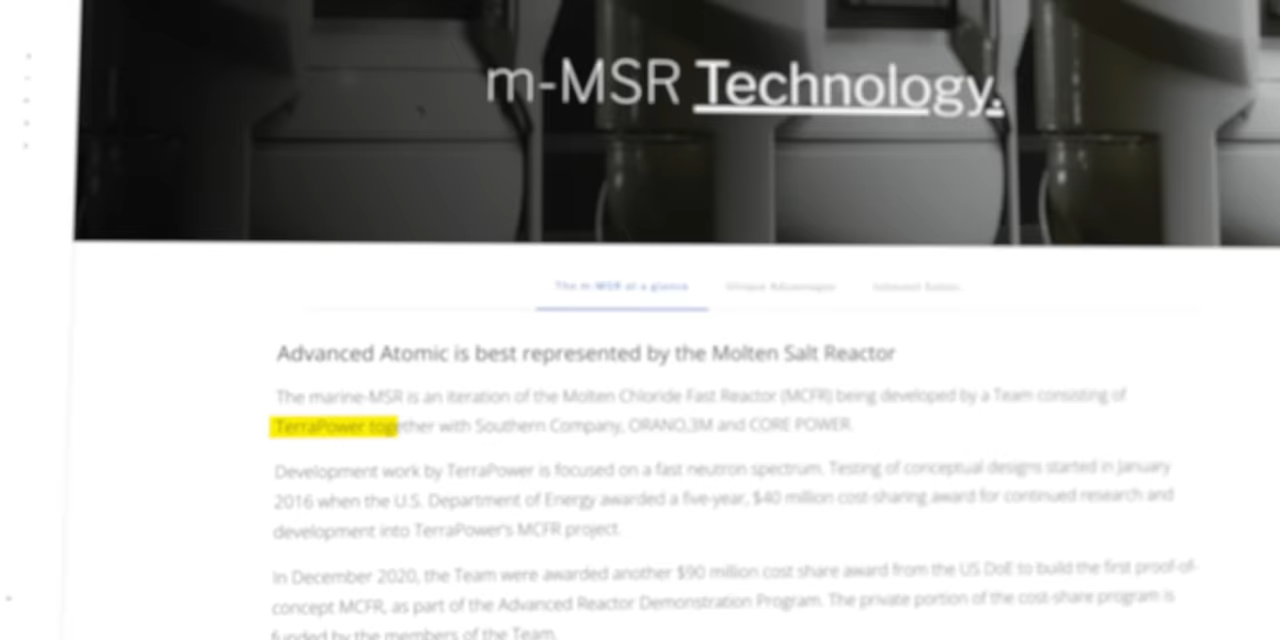 m-MSR Technology.
The m-MSR at a glance Unique Advantages
Advanced Atomic is best represented by the Molten Salt Reactor
The marine-MSR is an iteration of the Molten Chloride Fast Reactor (MCFR) being developed by a Team consisting of
TerraPower together with Southern Company, ORANO,3M and CORE POWER.
Development work by TerraPower is focused on a fast neutron spectrum. Testing of conceptual designs started in January
2016 when the U.S. Department of Energy awarded a five-year, $40 million cost-sharing award for continued research and
development into TerraPower's MCFR project.
In December 2020, the Team were awarded another $90 million cost share award from the US DoE to build the first proof-of-
concept MCFR, as part of the Advanced Reactor Demonstration Program. The private portion of the cost-share program is
funded by the members of the Team.